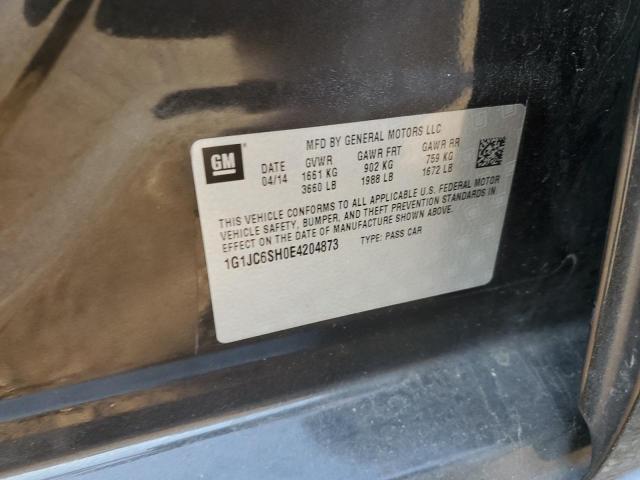 MFD BY GENERAL MOTORS LLC
GM
DATE GVWR GAWR FRT GAWR RR
04/14 1661 KG 902 KG 759 KG
3660 LB 1988 LB 1672 LB
THIS VEHICLE CONFORMS TO ALL APPLICABLE U.S. FEDERAL MOTOR
VEHICLE SAFETY, BUMPER, AND THEFT PREVENTION STANDARDS IN
EFFECT ON THE DATE OF MANUFACTURE SHOWN ABOVE.
1G1JC6SH0E4204873 TYPE: PASS CAR